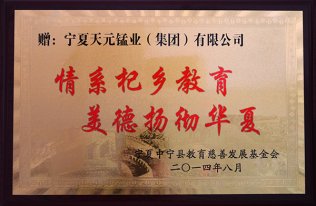 赠：宁夏天元锰业（集团）有限公司
情系杞乡教育
美德扬彻华夏
宁夏中宁县教育慈善发展基金会
二〇一四年八月